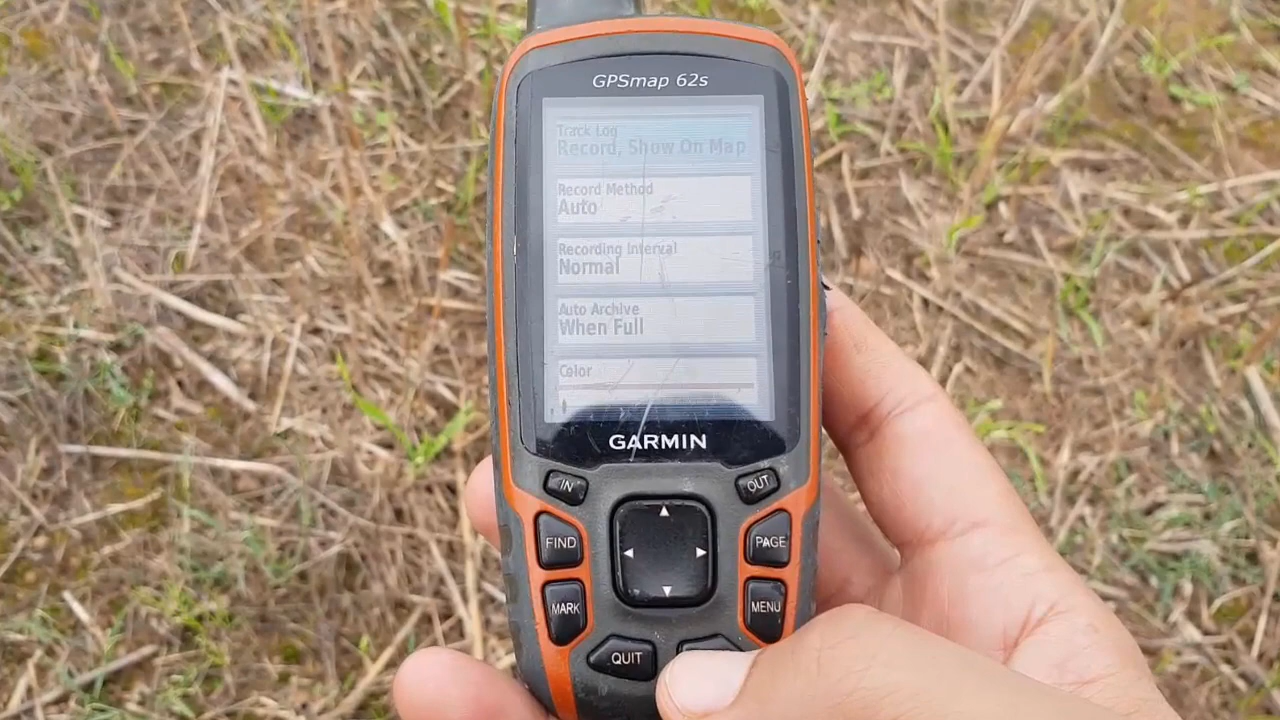 GPSmap 62s
Track Log
Record, Show On Map
Record Method
Auto
Recording Interval
Normal
Auto Archive
When Full
Color
GARMIN
IN
OUT
FIND
PAGE
MARK
MENU
QUIT